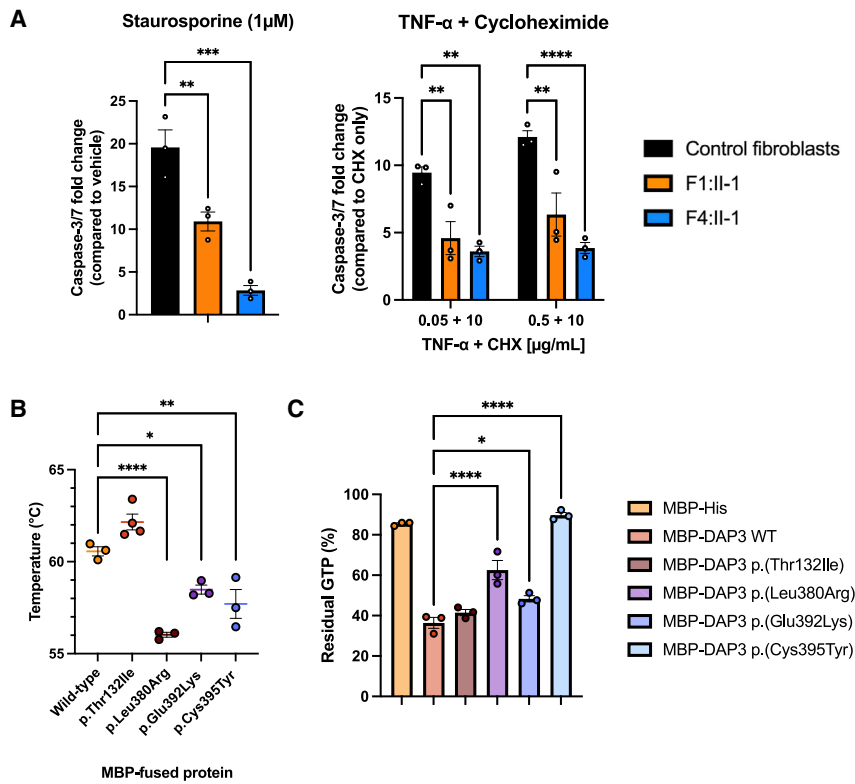 A
Staurosporine (1µM)
TNF-α + Cycloheximide
Caspase-3/7 fold change
(compared to vehicle)
25
20
15
10
5
0
***
**
Caspase-3/7 fold change
(compared to CHX only)
15
10
5
0
**
**
****
**
0.05 + 10
0.5 + 10
TNF-α + CHX [µg/mL]
Control fibroblasts
F1:II-1
F4:II-1
B
Temperature (°C)
65
60
55
**
*
****
Wild-type
p.Thr132Ile
p.Leu380Arg
p.Glu392Lys
p.Cys395Tyr
MBP-fused protein
C
Residual GTP (%)
100
80
60
40
20
0
****
*
****
MBP-His
MBP-DAP3 WT
MBP-DAP3 p.(Thr132Ile)
MBP-DAP3 p.(Leu380Arg)
MBP-DAP3 p.(Glu392Lys)
MBP-DAP3 p.(Cys395Tyr)